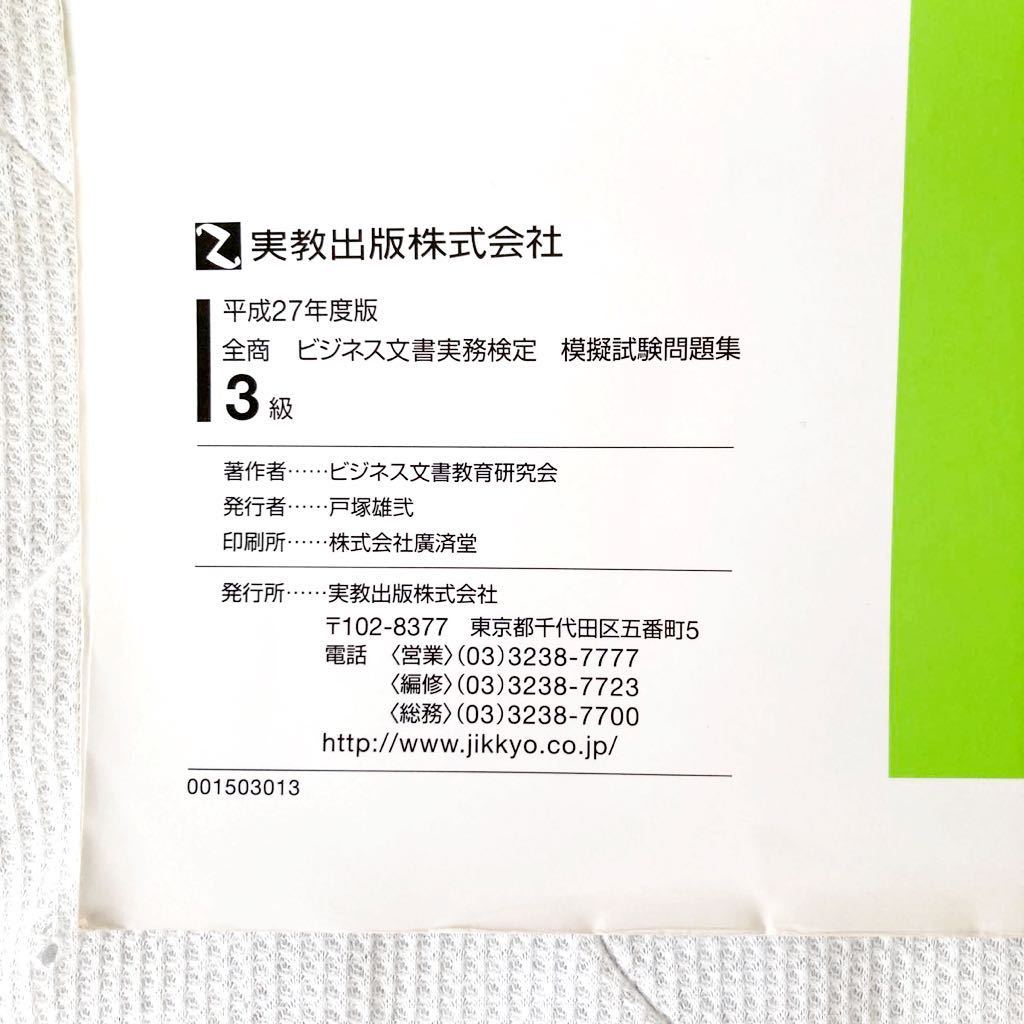 実教出版株式会社
平成27年度版
全商　ビジネス文書実務検定　模擬試験問題集
3級
著作者……ビジネス文書教育研究会
発行者……戸塚雄弐
印刷所……株式会社廣済堂
発行所……実教出版株式会社
〒102-8377　東京都千代田区五番町5
電話　〈営業〉(03)3238-7777
〈編修〉(03)3238-7723
〈総務〉(03)3238-7700
http://www.jikkyo.co.jp/
001503013